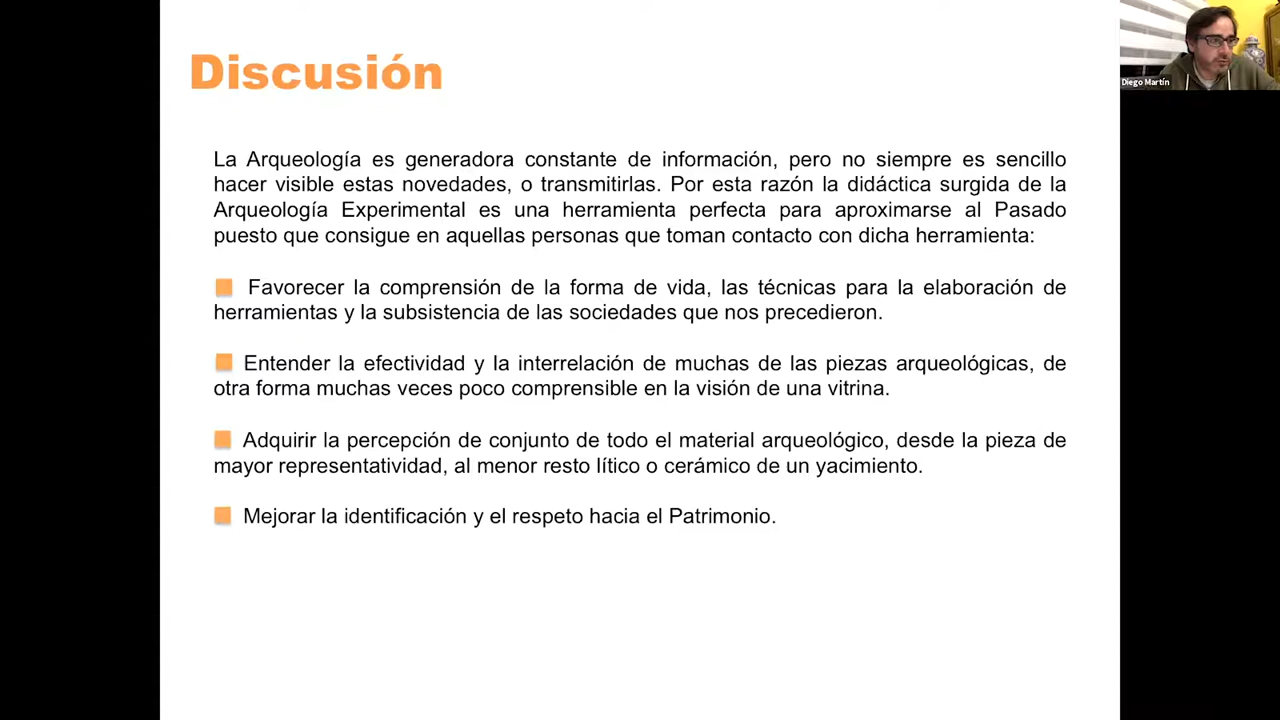 Discusión
La Arqueología es generadora constante de información, pero no siempre es sencillo
hacer visible estas novedades, o transmitirlas. Por esta razón la didáctica surgida de la
Arqueología Experimental es una herramienta perfecta para aproximarse al Pasado
puesto que consigue en aquellas personas que toman contacto con dicha herramienta:
Favorecer la comprensión de la forma de vida, las técnicas para la elaboración de
herramientas y la subsistencia de las sociedades que nos precedieron.
Entender la efectividad y la interrelación de muchas de las piezas arqueológicas, de
otra forma muchas veces poco comprensible en la visión de una vitrina.
Adquirir la percepción de conjunto de todo el material arqueológico, desde la pieza de
mayor representatividad, al menor resto lítico o cerámico de un yacimiento.
Mejorar la identificación y el respeto hacia el Patrimonio.
Diego Martín